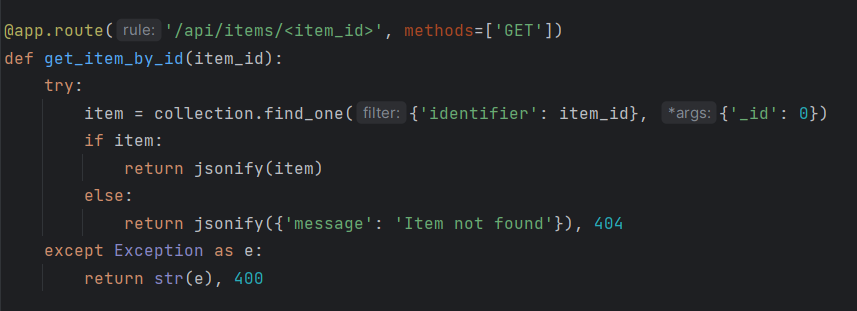 @app.route( rule: '/api/items/<item_id>', methods=['GET'])
def get_item_by_id(item_id):
    try:
        item = collection.find_one( filter: {'identifier': item_id}, *args: {'_id': 0})
        if item:
            return jsonify(item)
        else:
            return jsonify({'message': 'Item not found'}), 404
    except Exception as e:
        return str(e), 400